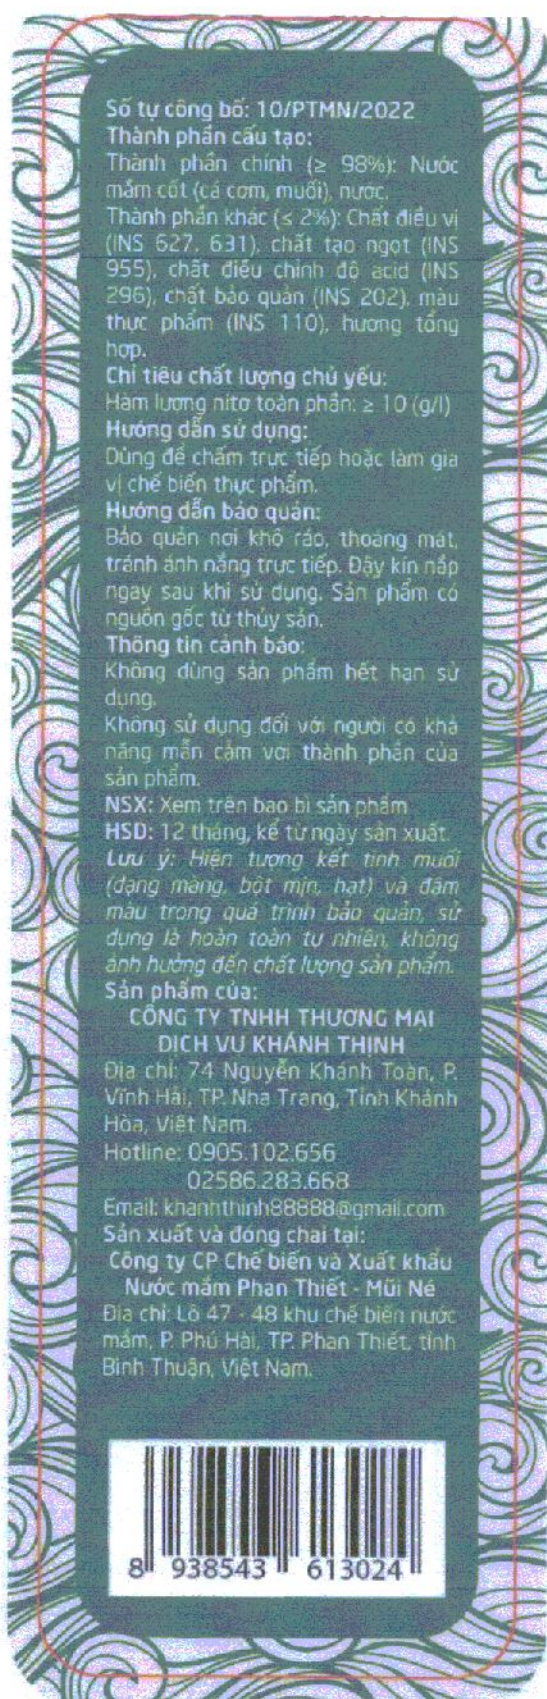 Số tự công bố: 10/PTMN/2022
Thành phần cấu tạo:
Thành phần chính (≥ 98%): Nước
mắm cốt (cá cơm, muối), nước.
Thành phần khác (≤ 2%): Chất điều vị
(INS 627, 631), chất tạo ngọt (INS
955), chất điều chỉnh độ acid (INS
296), chất bảo quản (INS 202), màu
thực phẩm (INS 110), hương tổng
hợp.
Chỉ tiêu chất lượng chủ yếu:
Hàm lượng nitơ toàn phần: ≥ 10 (g/l)
Hướng dẫn sử dụng:
Dùng để chấm trực tiếp hoặc làm gia
vị chế biến thực phẩm.
Hướng dẫn bảo quản:
Bảo quản nơi khô ráo, thoáng mát,
tránh ánh nắng trực tiếp. Đậy kín nắp
ngay sau khi sử dụng. Sản phẩm có
nguồn gốc từ thủy sản.
Thông tin cảnh báo:
Không dùng sản phẩm hết hạn sử
dụng.
Không sử dụng đối với người có khả
năng mẫn cảm với thành phần của
sản phẩm.
NSX: Xem trên bao bì sản phẩm
HSD: 12 tháng, kể từ ngày sản xuất.
Lưu ý: Hiện tượng kết tinh muối
(dạng mảng, bột mịn, hạt) và đậm
màu trong quá trình bảo quản, sử
dụng là hoàn toàn tự nhiên, không
ảnh hưởng đến chất lượng sản phẩm.
Sản phẩm của:
CÔNG TY TNHH THƯƠNG MẠI
DỊCH VỤ KHÁNH THỊNH
Địa chỉ: 74 Nguyễn Khánh Toàn, P.
Vĩnh Hải, TP. Nha Trang, Tỉnh Khánh
Hòa, Việt Nam.
Hotline: 0905.102.656
02586.283.668
Email: khanhthinh88888@gmail.com
Sản xuất và đóng chai tại:
Công ty CP Chế biến và Xuất khẩu
Nước mắm Phan Thiết - Mũi Né
Địa chỉ: Lô 47 - 48 khu chế biến nước
mắm, P. Phú Hài, TP. Phan Thiết, tỉnh
Bình Thuận, Việt Nam.
8 938543 613024